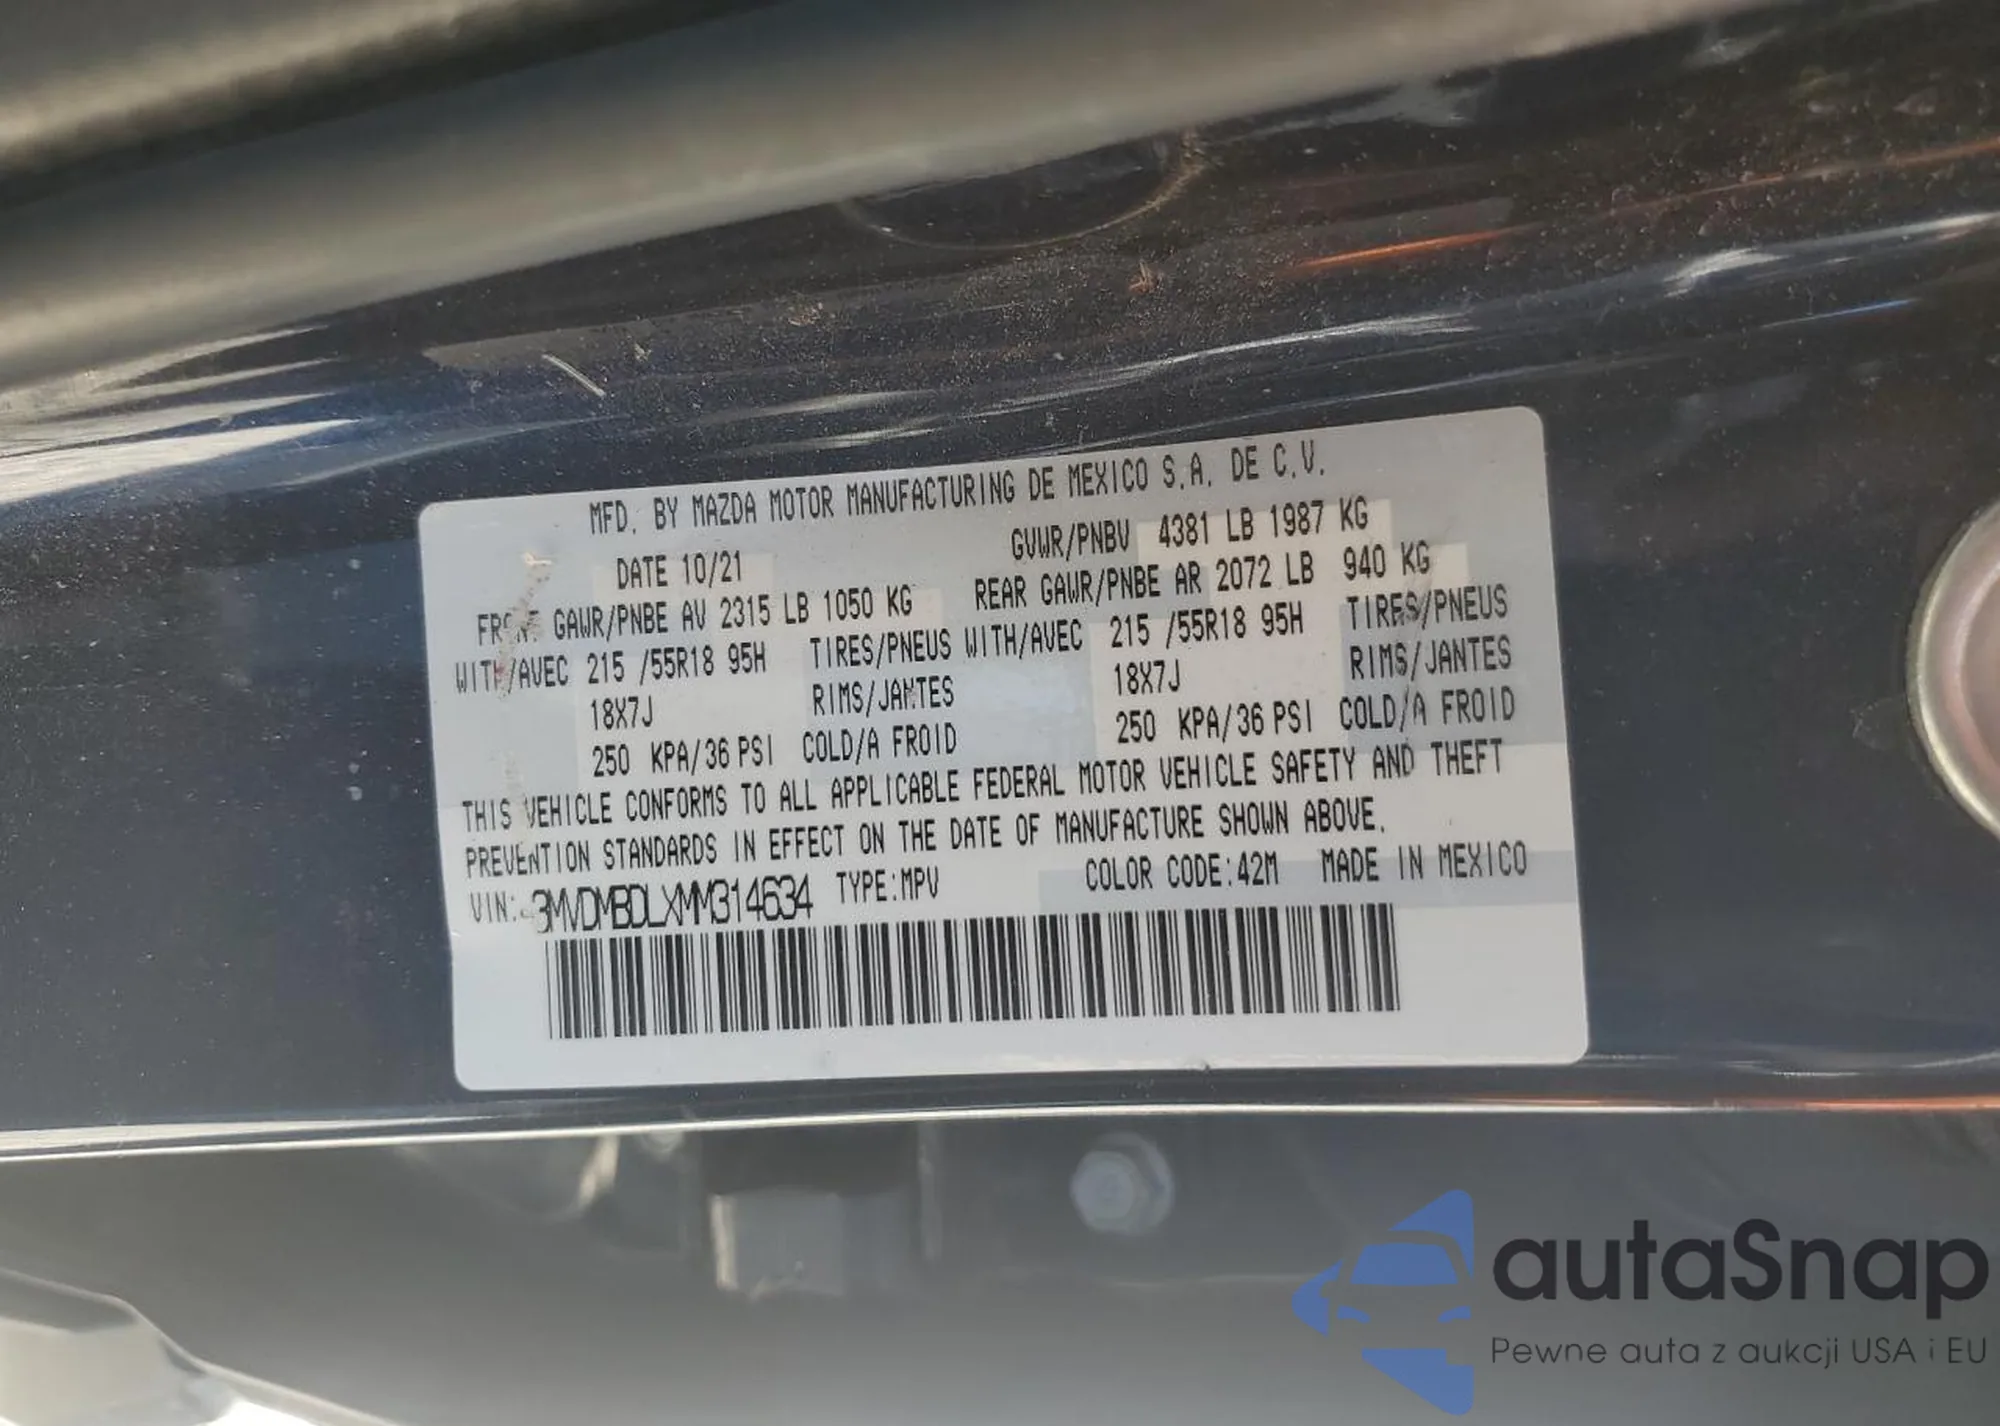 MFD. BY MAZDA MOTOR MANUFACTURING DE MEXICO S.A. DE C.V.
DATE 10/21 GVWR/PNBV 4381 LB 1987 KG
FRONT GAWR/PNBE AV 2315 LB 1050 KG REAR GAWR/PNBE AR 2072 LB 940 KG
WITH/AVEC 215 /55R18 95H TIRES/PNEUS WITH/AVEC 215 /55R18 95H TIRES/PNEUS
18X7J RIMS/JANTES 18X7J RIMS/JANTES
250 KPA/36 PSI COLD/A FROID 250 KPA/36 PSI COLD/A FROID
THIS VEHICLE CONFORMS TO ALL APPLICABLE FEDERAL MOTOR VEHICLE SAFETY AND THEFT
PREVENTION STANDARDS IN EFFECT ON THE DATE OF MANUFACTURE SHOWN ABOVE.
VIN: 3MVDMBDLXMM314634 TYPE:MPV COLOR CODE:42M MADE IN MEXICO
autaSnap
Pewne auta z aukcji USA i EU